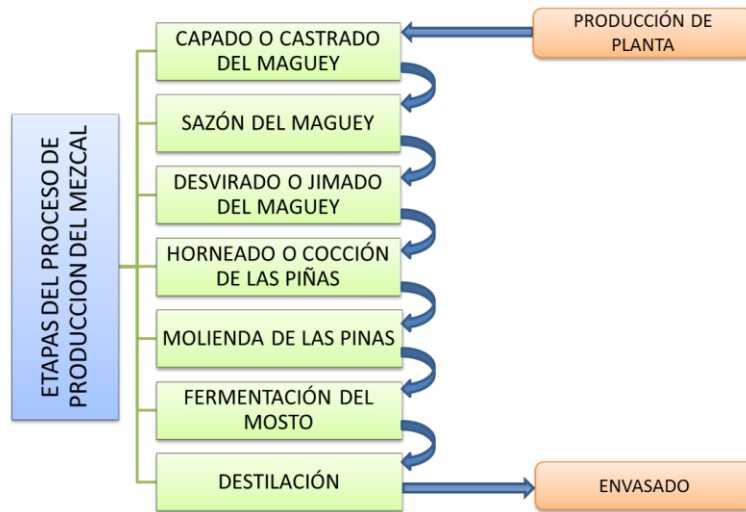 ETAPAS DEL PROCESO DE
PRODUCCION DEL MEZCAL
CAPADO O CASTRADO
DEL MAGUEY
PRODUCCIÓN DE
PLANTA
SAZÓN DEL MAGUEY
DESVIRADO O JIMADO
DEL MAGUEY
HORNEADO O COCCIÓN
DE LAS PIÑAS
MOLIENDA DE LAS PINAS
FERMENTACIÓN DEL
MOSTO
DESTILACIÓN
ENVASADO